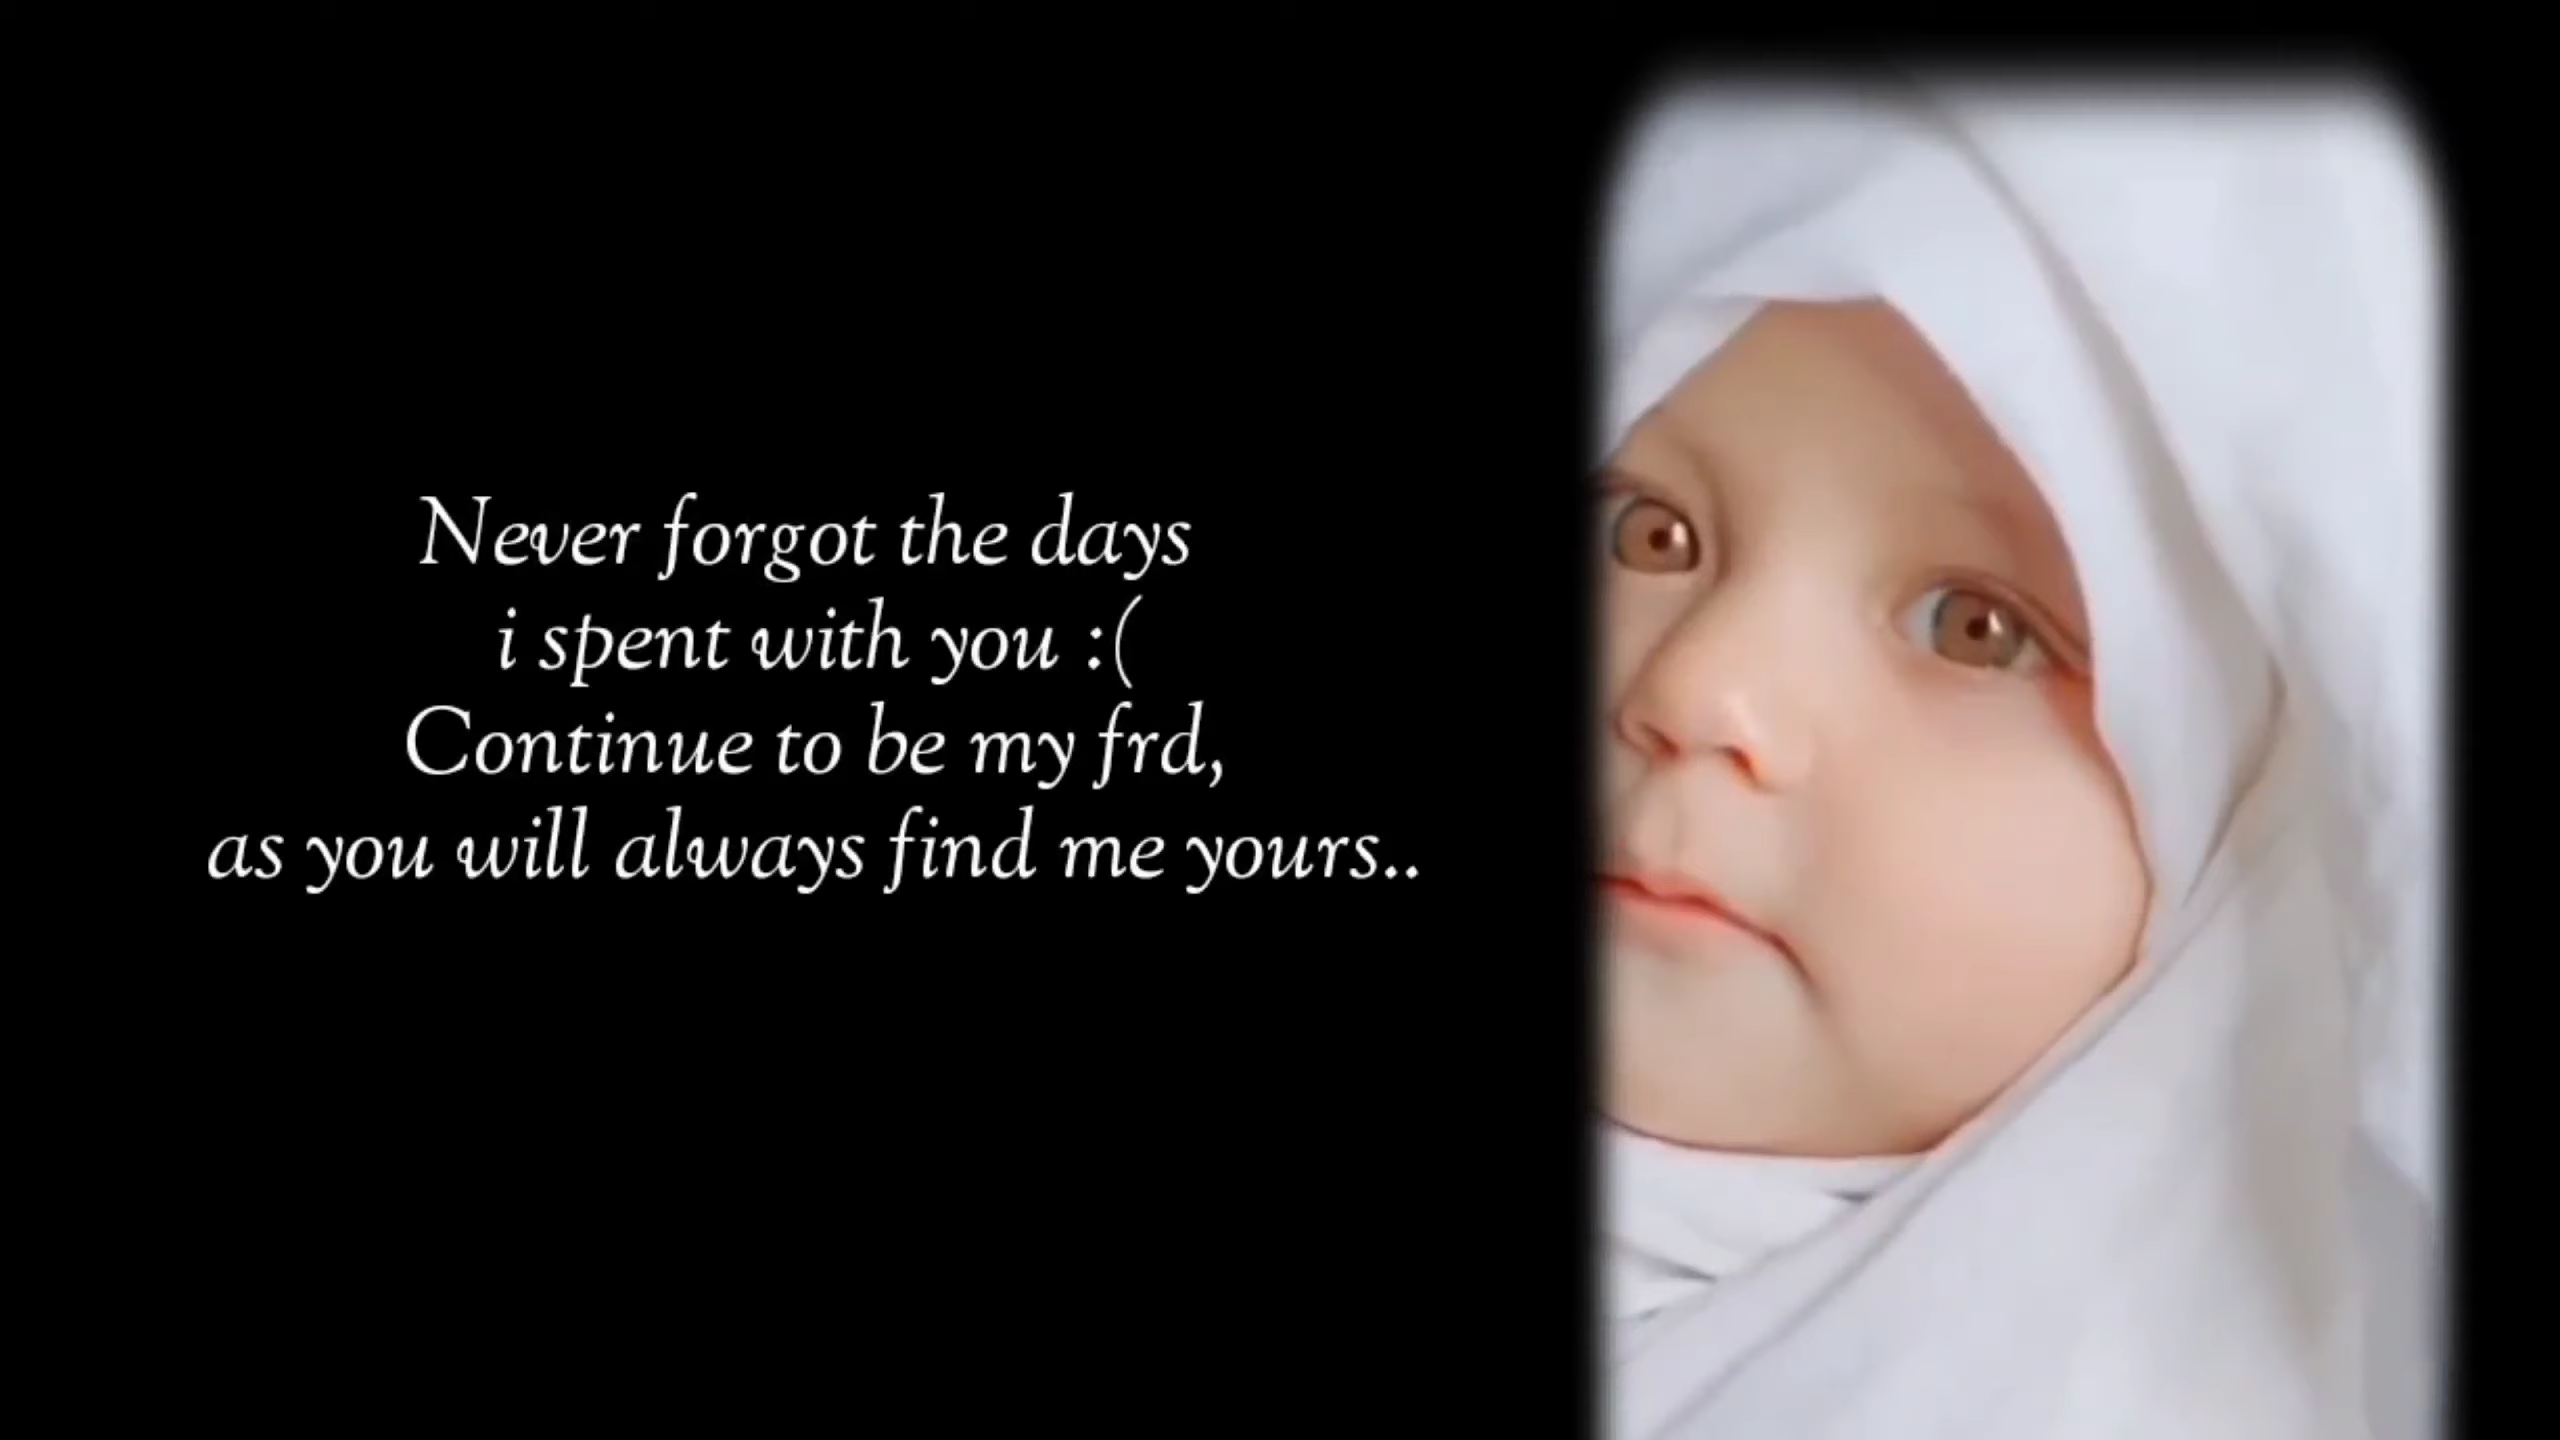 Never forgot the days
i spent with you :(
Continue to be my frd,
as you will always find me yours..